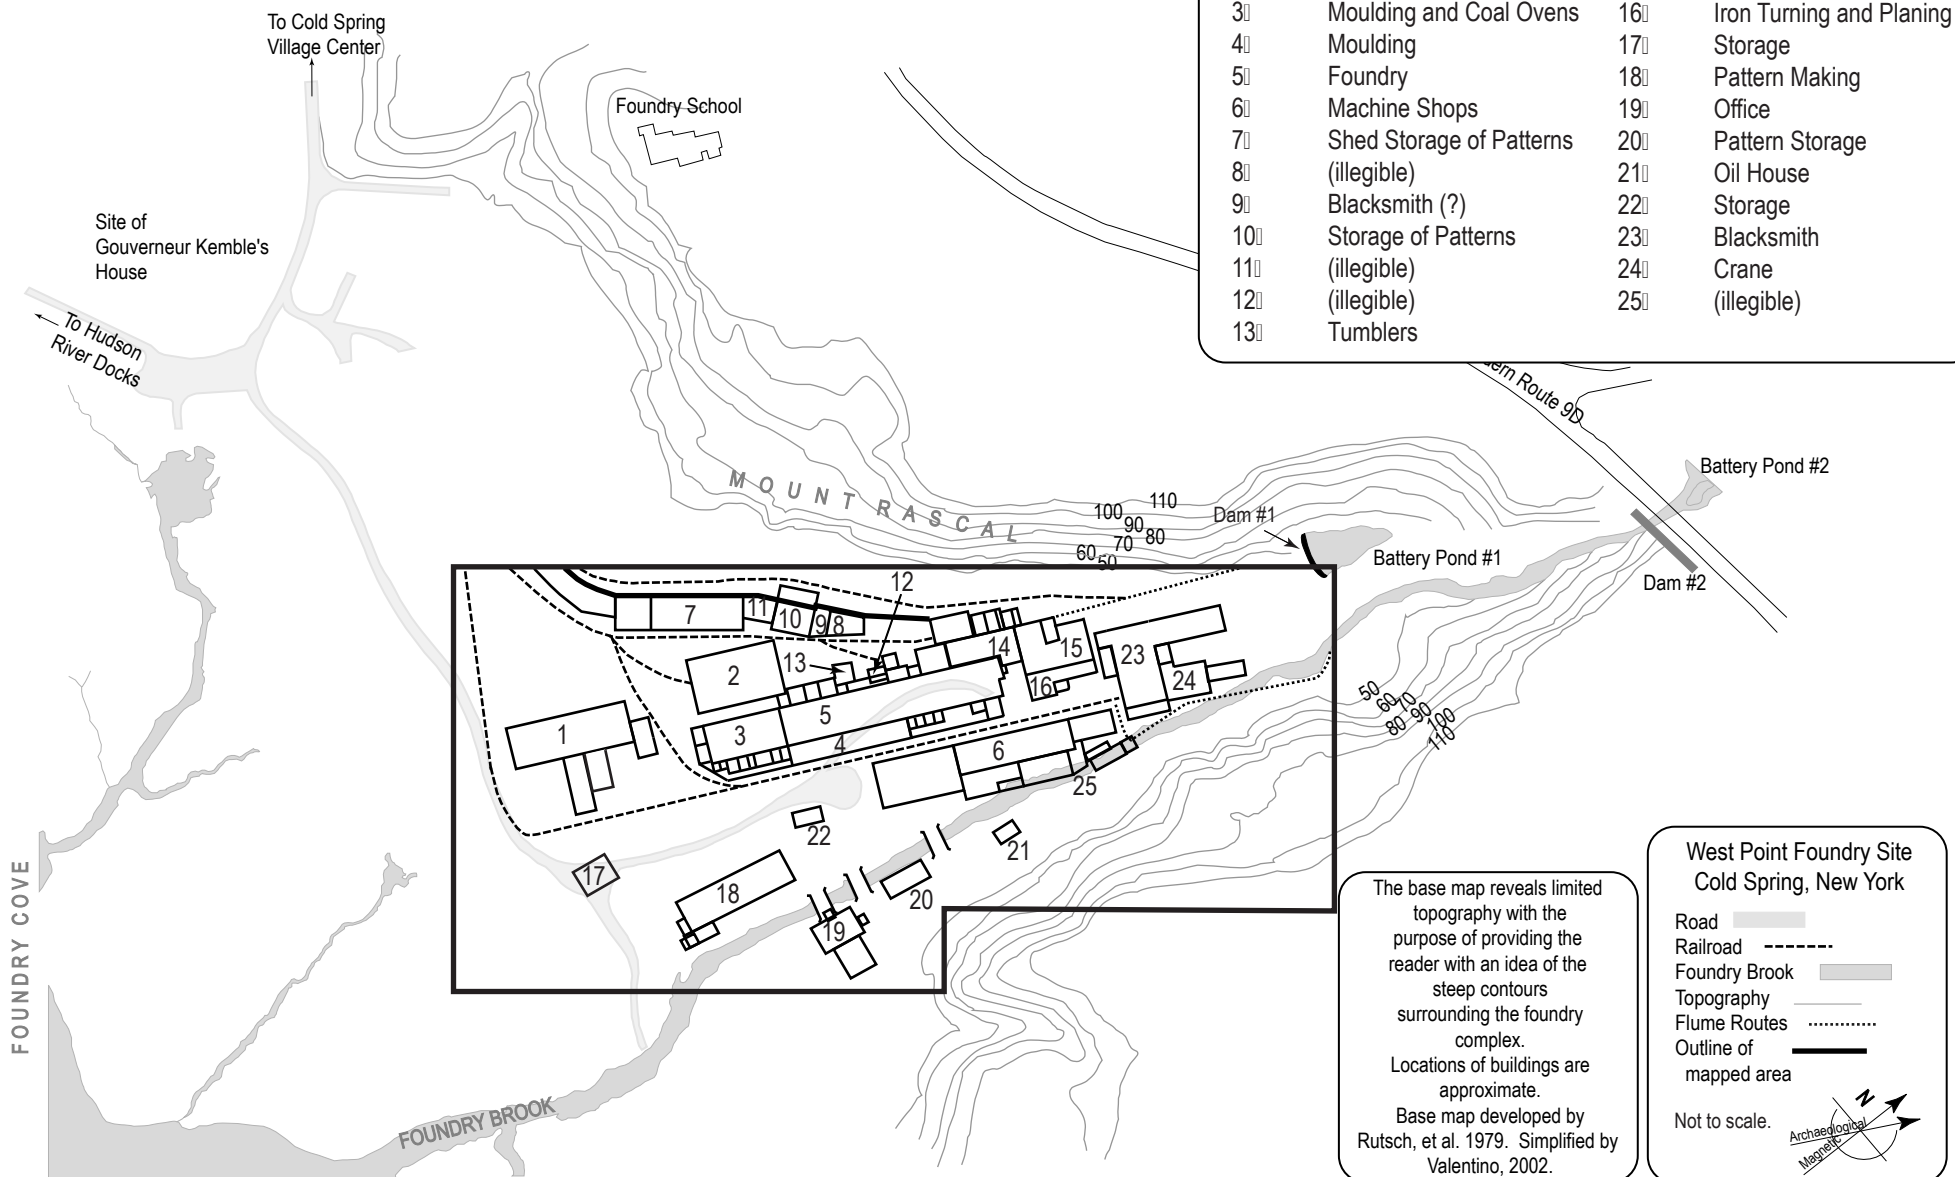 To Cold Spring
Village Center
Foundry School
Site of
Gouverneur Kemble's
House
To Hudson
River Docks
3 Moulding and Coal Ovens
4 Moulding
5 Foundry
6 Machine Shops
7 Shed Storage of Patterns
8 (illegible)
9 Blacksmith (?)
10 Storage of Patterns
11 (illegible)
12 (illegible)
13 Tumblers
16 Iron Turning and Planing
17 Storage
18 Pattern Making
19 Office
20 Pattern Storage
21 Oil House
22 Storage
23 Blacksmith
24 Crane
25 (illegible)
Route 9D
Battery Pond #2
MOUNT RASCAL
100
110
90
80
70
60
50
Dam #1
Battery Pond #1
Dam #2
12
7
11
10
9
8
13
2
14
15
23
16
24
1
3
5
4
6
25
22
21
17
18
20
19
50
60
70
80
90
100
110
FOUNDRY COVE
FOUNDRY BROOK
The base map reveals limited
topography with the
purpose of providing the
reader with an idea of the
steep contours
surrounding the foundry
complex.
Locations of buildings are
approximate.
Base map developed by
Rutsch, et al. 1979. Simplified by
Valentino, 2002.
West Point Foundry Site
Cold Spring, New York
Road
Railroad
Foundry Brook
Topography
Flume Routes
Outline of
mapped area
Not to scale.
N
Archaeological
Magnetic